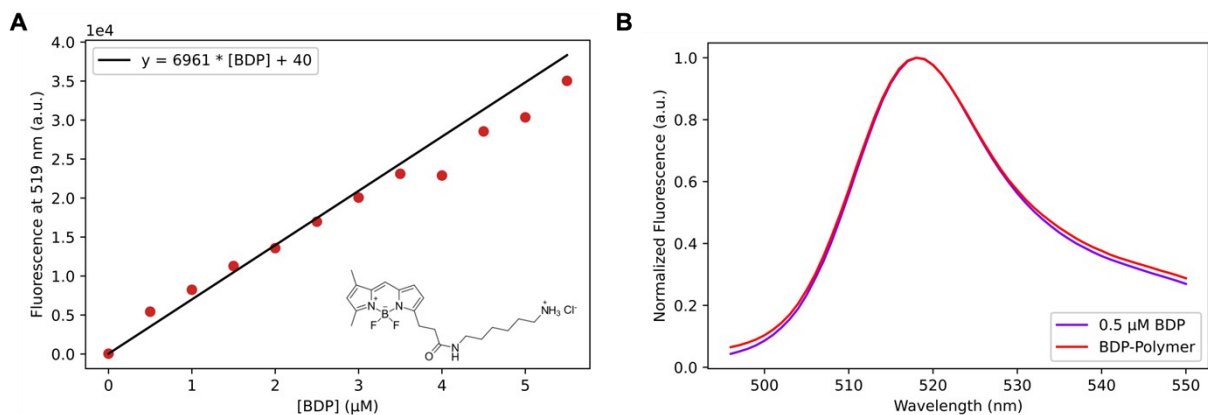 A
1e4
y = 6961 * [BDP] + 40
Fluorescence at 519 nm (a.u.)
4.0
3.5
3.0
2.5
2.0
1.5
1.0
0.5
0.0
0
1
2
3
4
5
[BDP] (µM)
N
+
B
-
N
F
F
O
N
H
+
NH3 Cl-
B
Normalized Fluorescence (a.u.)
1.0
0.8
0.6
0.4
0.2
0.0
0.5 µM BDP
BDP-Polymer
500
510
520
530
540
550
Wavelength (nm)